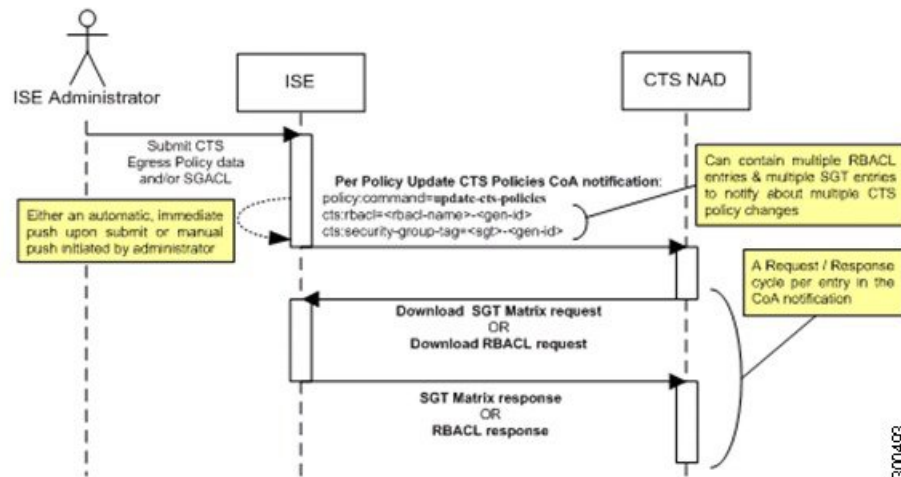 ISE Administrator
ISE
CTS NAD
Submit CTS
Egress Policy data
and/or SGACL
Either an automatic, immediate
push upon submit or manual
push initiated by administrator
Per Policy Update CTS Policies CoA notification:
policy:command=update-cts-policies
cts:rbacl=<rbacl-name>-<gen-id>
cts:security-group-tag=<sgt>-<gen-id>
Can contain multiple RBACL
entries & multiple SGT entries
to notify about multiple CTS
policy changes
A Request / Response
cycle per entry in the
CoA notification
Download SGT Matrix request
OR
Download RBACL request
SGT Matrix response
OR
RBACL response
300493